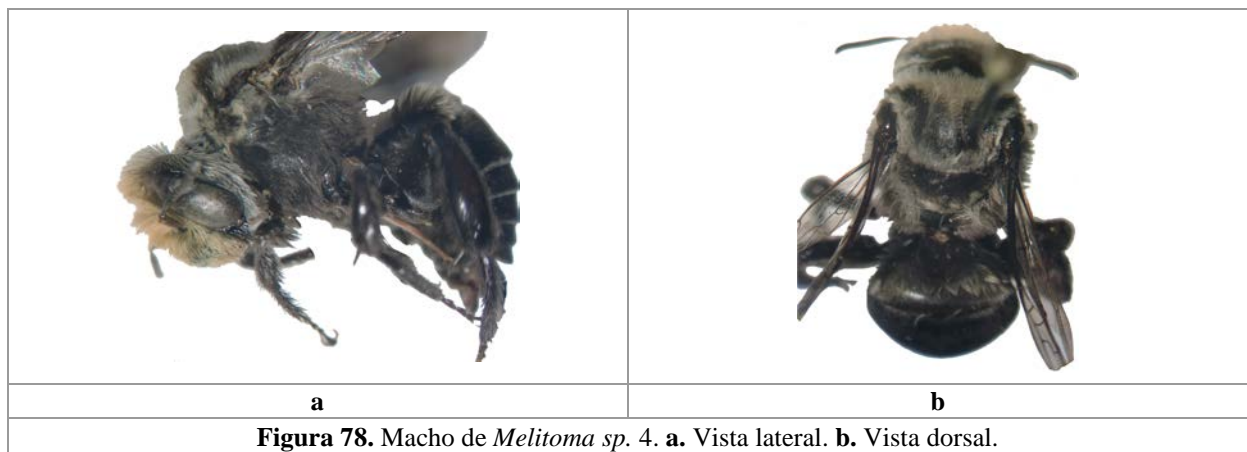 a
b
Figura 78. Macho de Melitoma sp. 4. a. Vista lateral. b. Vista dorsal.